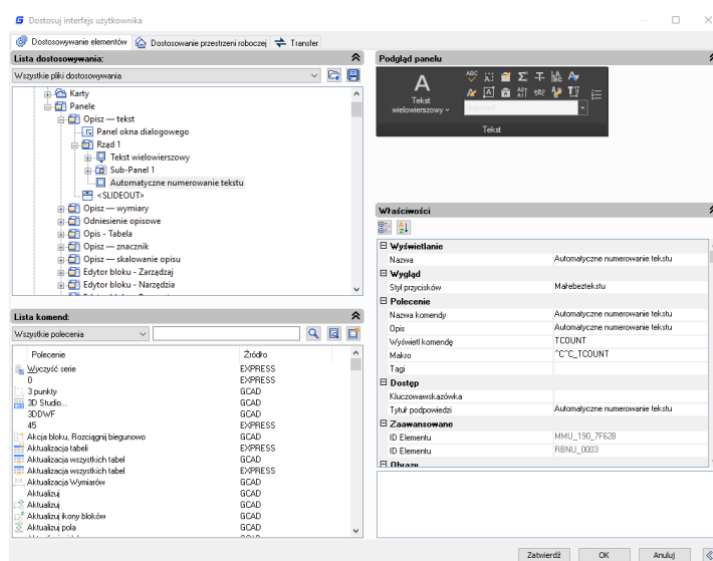 Dostosuj interfejs użytkownika
Dostosowywanie elementów
Dostosowanie przestrzeni roboczej
Transfer
Lista dostosowywania:
Wszystkie pliki dostosowywania
Karty
Panele
Opisz — tekst
Panel okna dialogowego
Rząd 1
Tekst wielowierszowy
Sub-Panel 1
Automatyczne numerowanie tekstu
<SLIDEOUT>
Opisz — wymiary
Odniesienie opisowe
Opis - Tabela
Opisz — znacznik
Opisz — skalowanie opisu
Edytor bloku - Zarządzaj
Edytor bloku - Narzędzia
Lista komend:
Wszystkie polecenia
Polecenie Źródło
Wyczyść serie EXPRESS
0 EXPRESS
3 punkty GCAD
3D Studio... GCAD
3DDWF GCAD
45 EXPRESS
Akcja bloku, Rozciągnij biegunowo GCAD
Aktualizacja tabeli GCAD
Aktualizacja wszystkich tabel GCAD
Aktualizacja wszystkich tabel EXPRESS
Aktualizacja Wymiarów GCAD
Aktualizuj GCAD
Aktualizuj GCAD
Aktualizuj ikony bloków GCAD
Aktualizuj pola GCAD
Podgląd panelu
Tekst
wielowierszowy
Standard
Tekst
Właściwości
Wyświetlanie
Nazwa Automatyczne numerowanie tekstu
Wygląd
Styl przycisków Małebeztekstu
Polecenie
Nazwa komendy Automatyczne numerowanie tekstu
Opis Automatyczne numerowanie tekstu
Wyświetl komendę TCOUNT
Makro ^C^C_TCOUNT
Tagi
Dostęp
Kluczowawskazówka
Tytuł podpowiedzi Automatyczne numerowanie tekstu
Zaawansowane
ID Elementu MMU_190_7F62B
ID Elementu RBNU_0003
Obrazy
Zatwierdź OK Anuluj